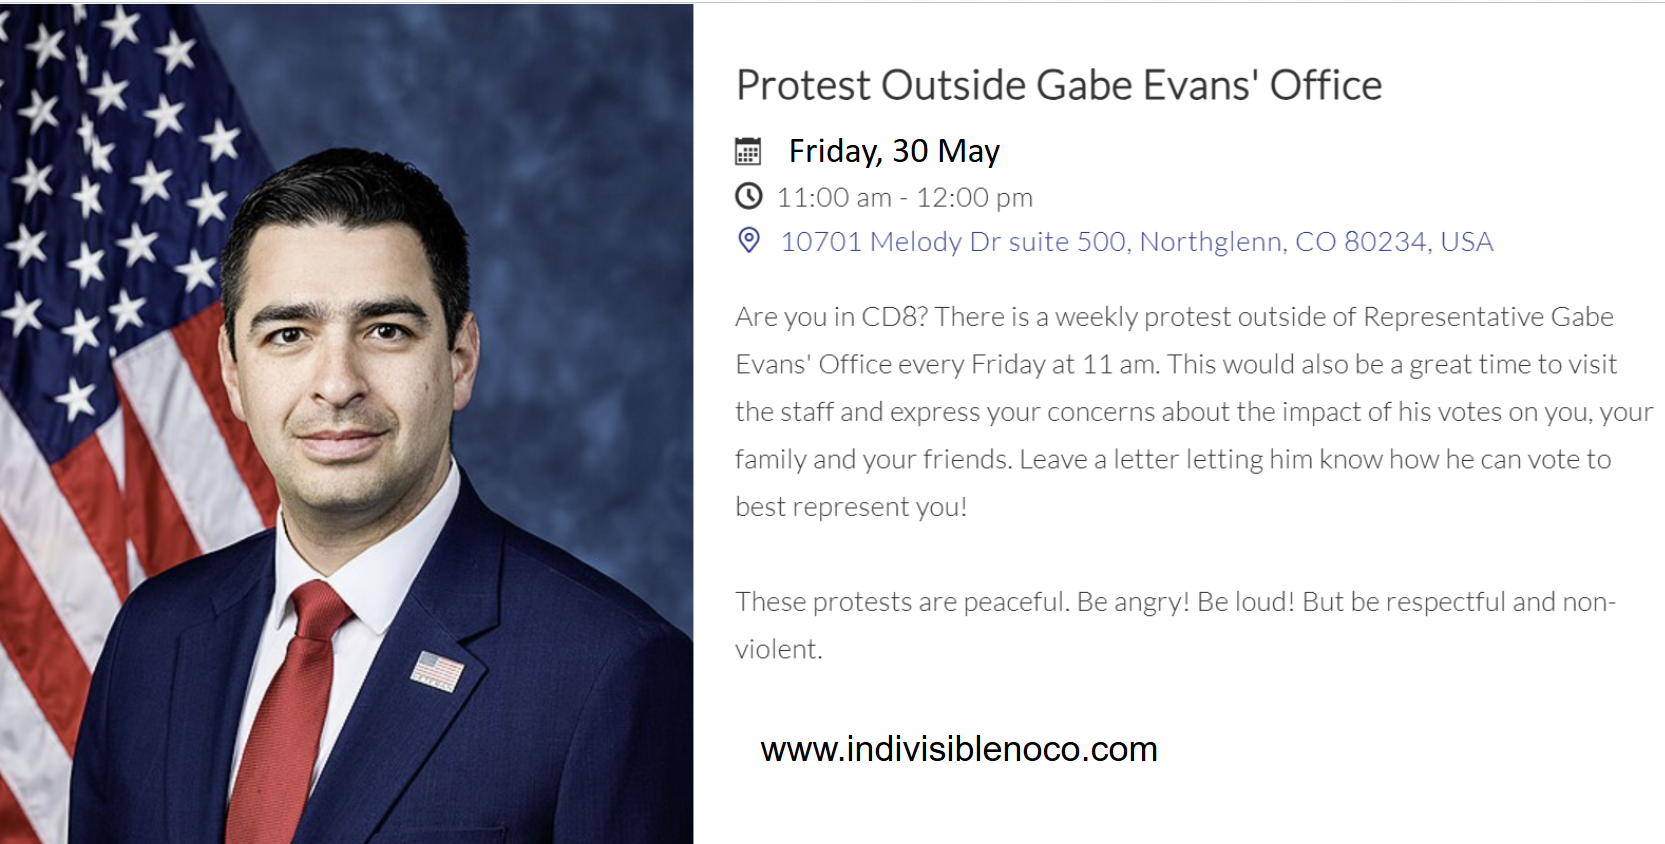 Protest Outside Gabe Evans' Office
Friday, 30 May
11:00 am - 12:00 pm
10701 Melody Dr suite 500, Northglenn, CO 80234, USA
Are you in CD8? There is a weekly protest outside of Representative Gabe
Evans' Office every Friday at 11 am. This would also be a great time to visit
the staff and express your concerns about the impact of his votes on you, your
family and your friends. Leave a letter letting him know how he can vote to
best represent you!
These protests are peaceful. Be angry! Be loud! But be respectful and non-
violent.
www.indivisiblenoco.com